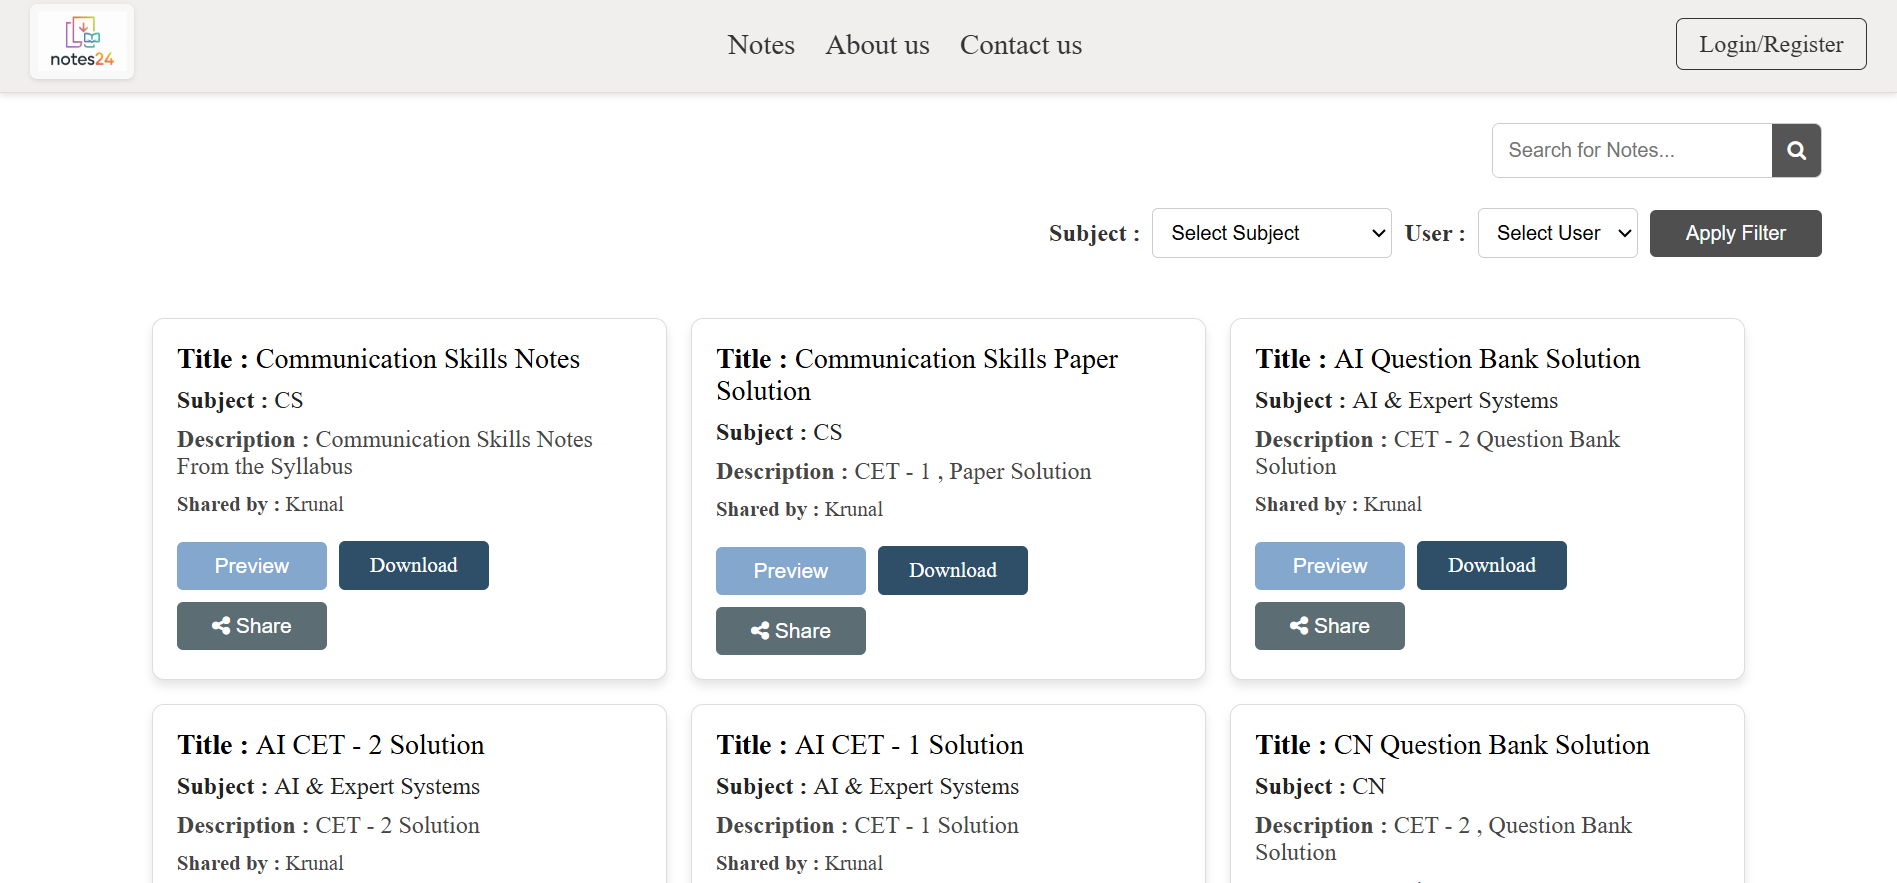 notes24
Notes About us Contact us
Login/Register
Search for Notes...
Subject : Select Subject User : Select User Apply Filter
Title : Communication Skills Notes
Subject : CS
Description : Communication Skills Notes
From the Syllabus
Shared by : Krunal
Preview Download
Share
Title : Communication Skills Paper
Solution
Subject : CS
Description : CET - 1 , Paper Solution
Shared by : Krunal
Preview Download
Share
Title : AI Question Bank Solution
Subject : AI & Expert Systems
Description : CET - 2 Question Bank
Solution
Shared by : Krunal
Preview Download
Share
Title : AI CET - 2 Solution
Subject : AI & Expert Systems
Description : CET - 2 Solution
Shared by : Krunal
Title : AI CET - 1 Solution
Subject : AI & Expert Systems
Description : CET - 1 Solution
Shared by : Krunal
Title : CN Question Bank Solution
Subject : CN
Description : CET - 2 , Question Bank
Solution